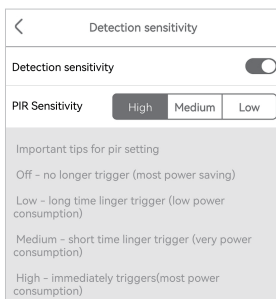 Detection sensitivity
Detection sensitivity
PIR Sensitivity High Medium Low
Important tips for pir setting
Off – no longer trigger (most power saving)
Low – long time linger trigger (low power
consumption)
Medium – short time linger trigger (very power
consumption)
High – immediately triggers(most power
consumption)